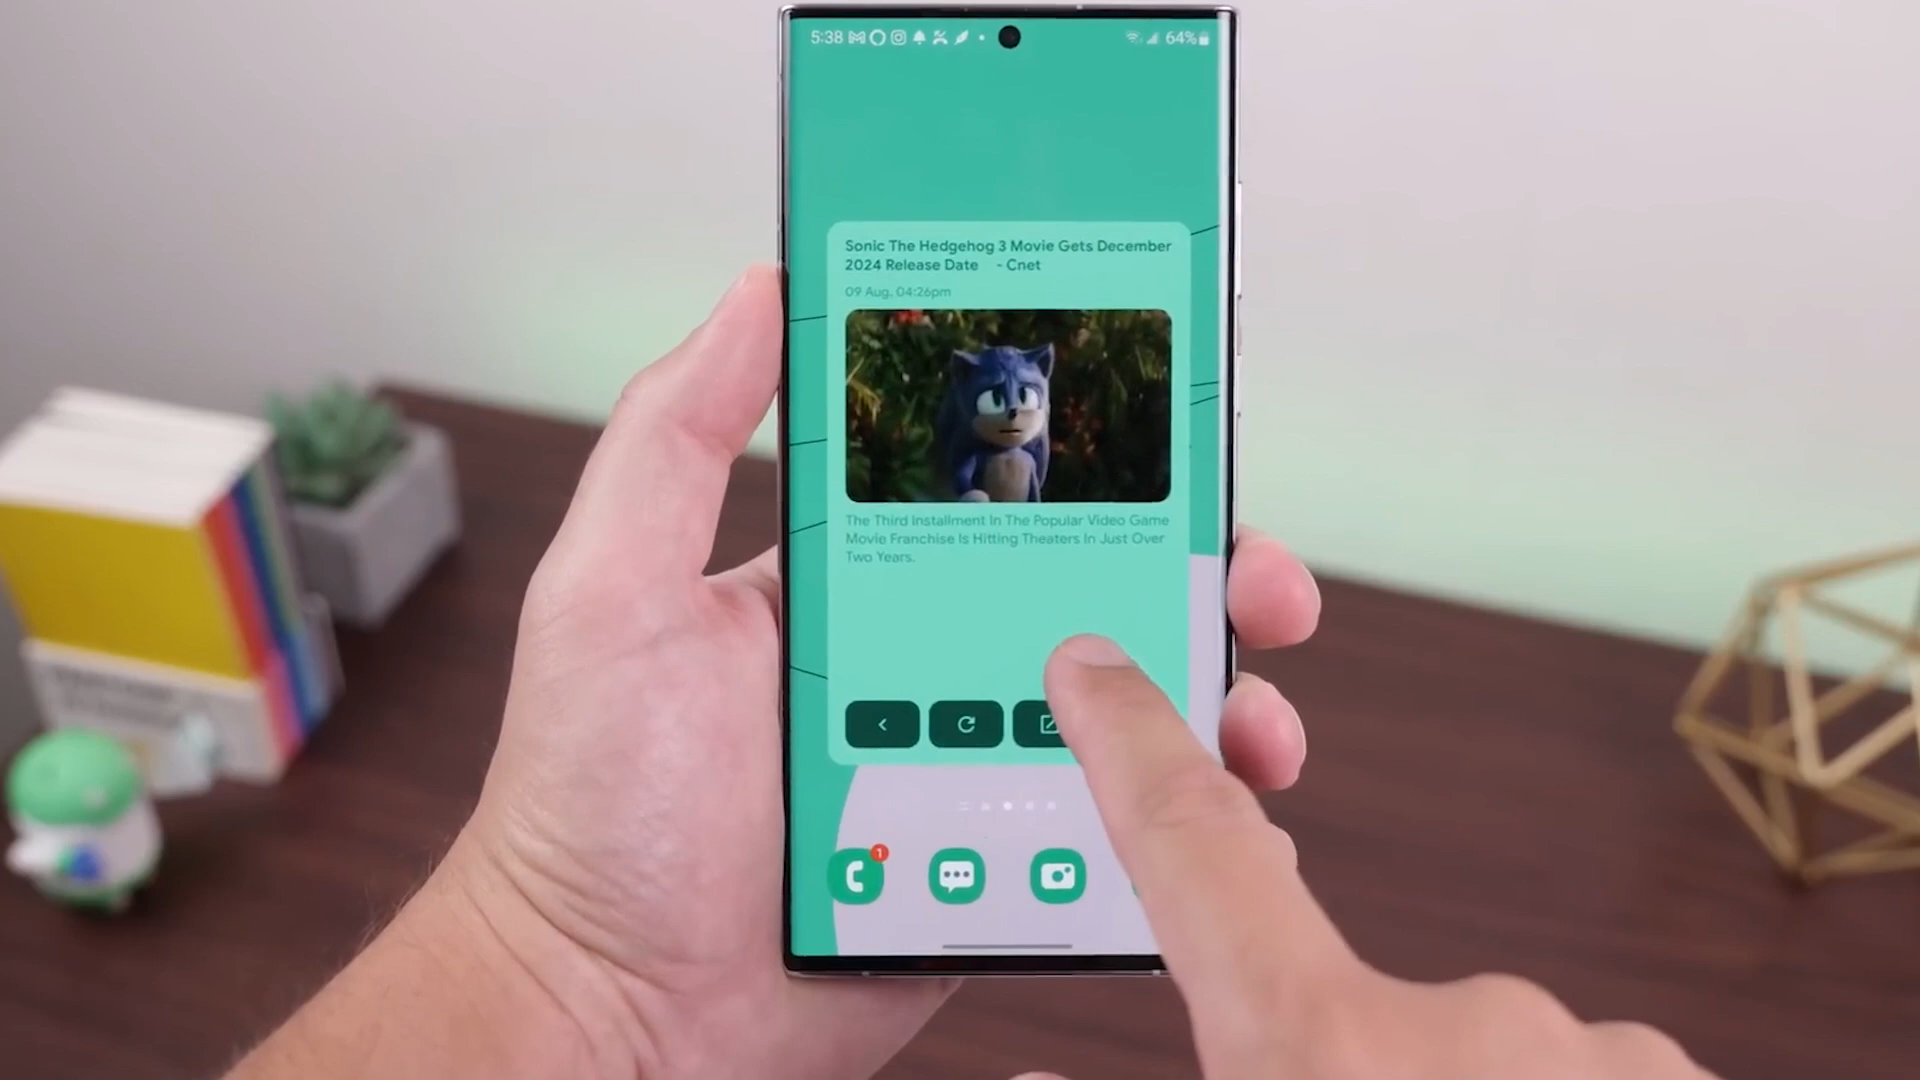 5:38
64%
Sonic The Hedgehog 3 Movie Gets December
2024 Release Date - Cnet
09 Aug, 04:26pm
The Third Installment In The Popular Video Game
Movie Franchise Is Hitting Theaters In Just Over
Two Years.
1